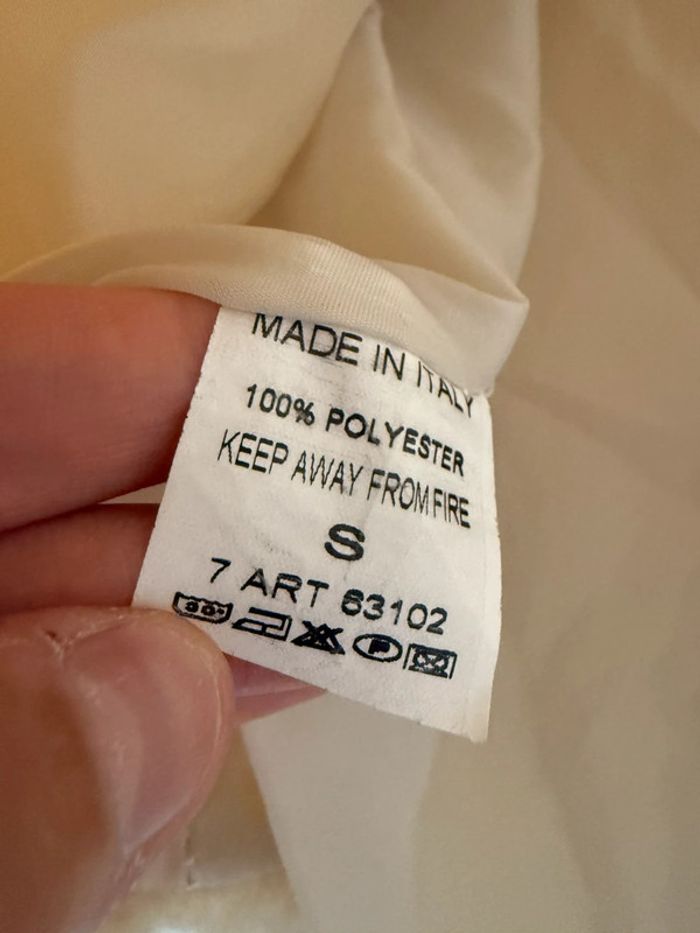 MADE IN ITALY
100% POLYESTER
KEEP AWAY FROM FIRE
S
7 ART 63102
P